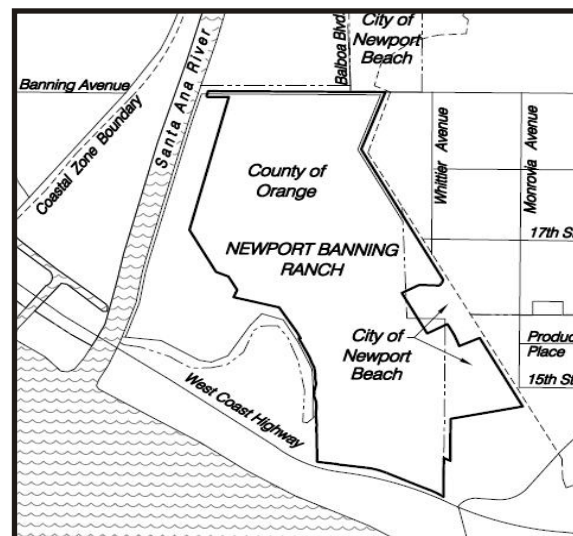 City of
Newport
Beach
Balboa Blvd
Banning Avenue
Santa Ana River
Coastal Zone Boundary
County of
Orange
Whittier Avenue
Monrovia Avenue
17th St
NEWPORT BANNING
RANCH
City of
Newport
Beach
Produc
Place
15th St
West Coast Highway